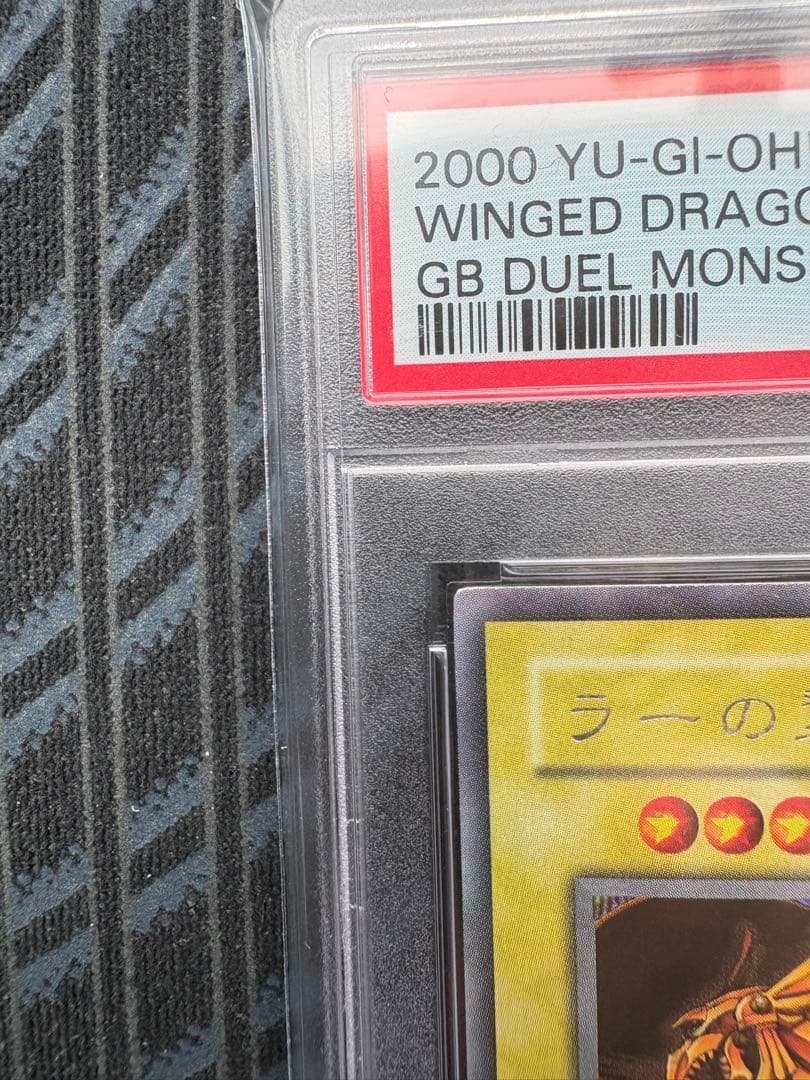 2000 YU-GI-OH
WINGED DRAGO
GB DUEL MONS
ラーの